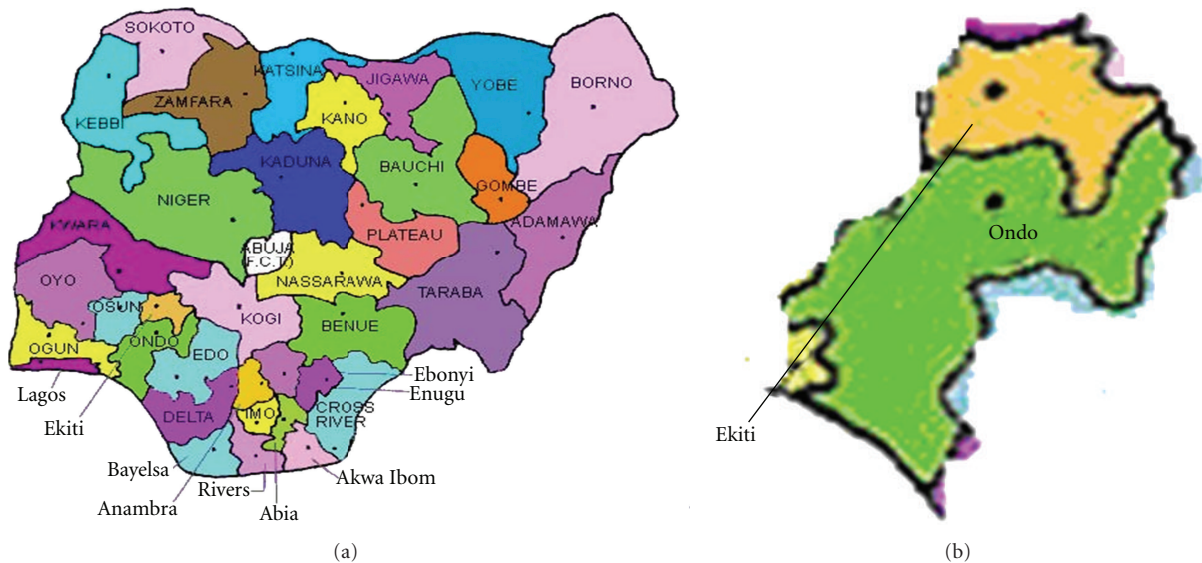 SOKOTO
KATSINA
JIGAWA
YOBE
BORNO
ZAMFARA
KANO
KEBBI
KADUNA
BAUCHI
GOMBE
NIGER
ADAMAWA
KWARA
PLATEAU
ABUJA
(F.C.T)
NASSARAWA
TARABA
OYO
OSUN
KOGI
BENUE
OGUN
ONDO
EDO
Lagos
Ebonyi
Enugu
Ekiti
DELTA
IMO
CROSS
RIVER
Bayelsa
Rivers
Akwa Ibom
Anambra
Abia
(a)
Ondo
Ekiti
(b)